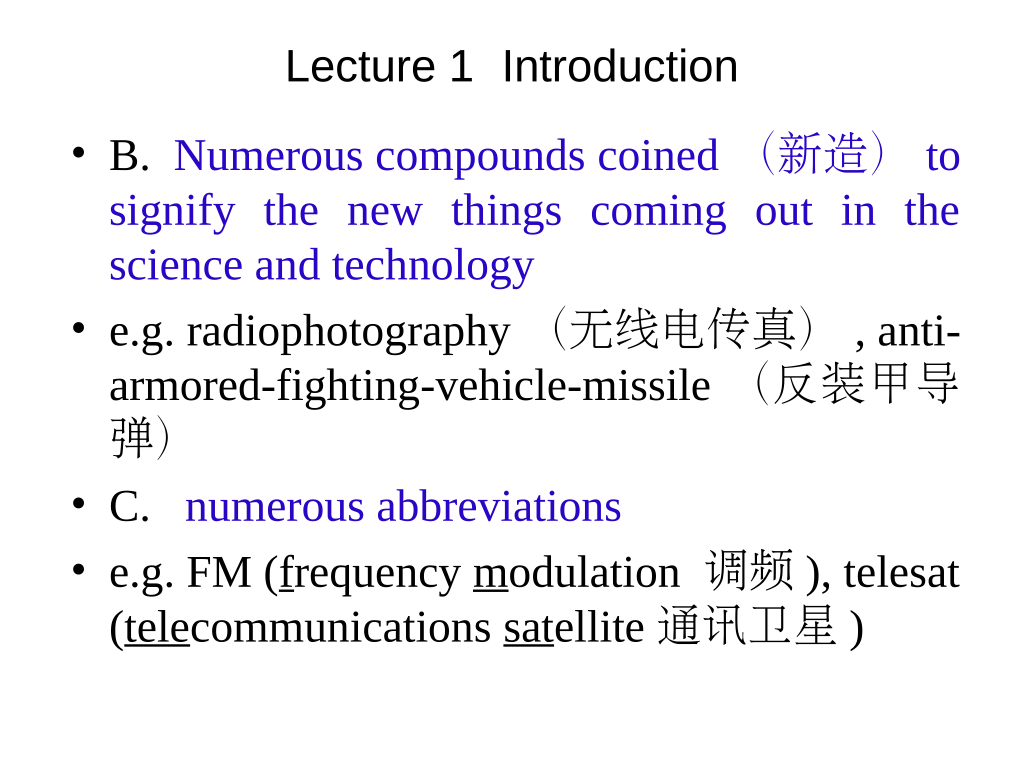 Lecture 1 Introduction
• B. Numerous compounds coined （新造） to
signify the new things coming out in the
science and technology
• e.g. radiophotography （无线电传真） , anti-
armored-fighting-vehicle-missile （反装甲导
弹）
• C. numerous abbreviations
• e.g. FM (frequency modulation 调频 ), telesat
(telecommunications satellite 通讯卫星 )